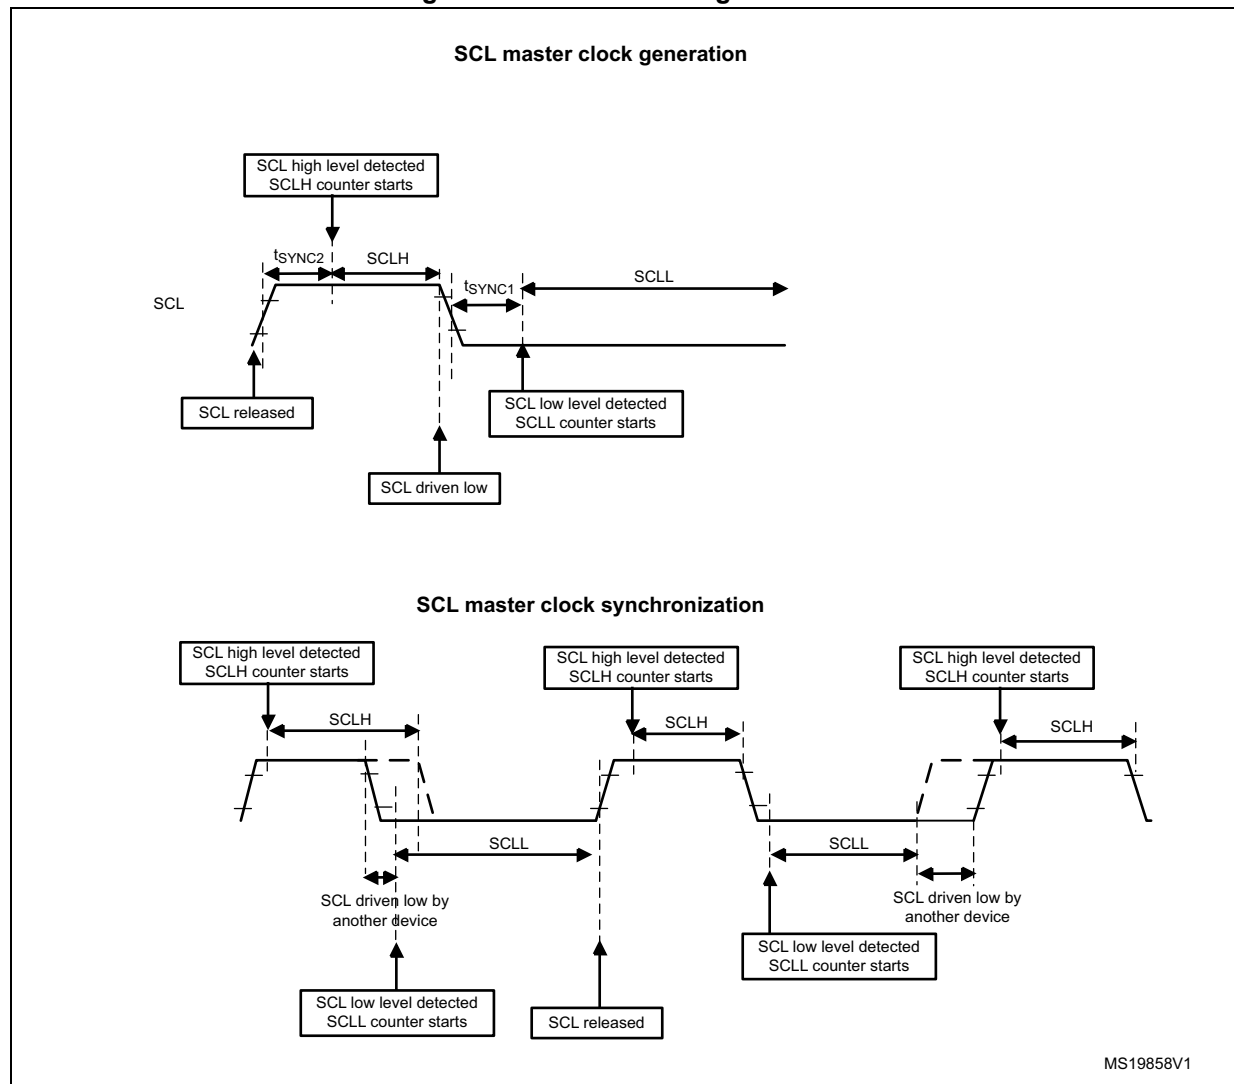 SCL master clock generation
SCL high level detected
SCLH counter starts
tSYNC2
SCLH
SCLL
tSYNC1
SCL
SCL released
SCL low level detected
SCLL counter starts
SCL driven low
SCL master clock synchronization
SCL high level detected
SCLH counter starts
SCL high level detected
SCLH counter starts
SCL high level detected
SCLH counter starts
SCLH
SCLH
SCLH
SCLL
SCLL
SCL driven low by
another device
SCL driven low by
another device
SCL low level detected
SCLL counter starts
SCL low level detected
SCLL counter starts
SCL released
MS19858V1